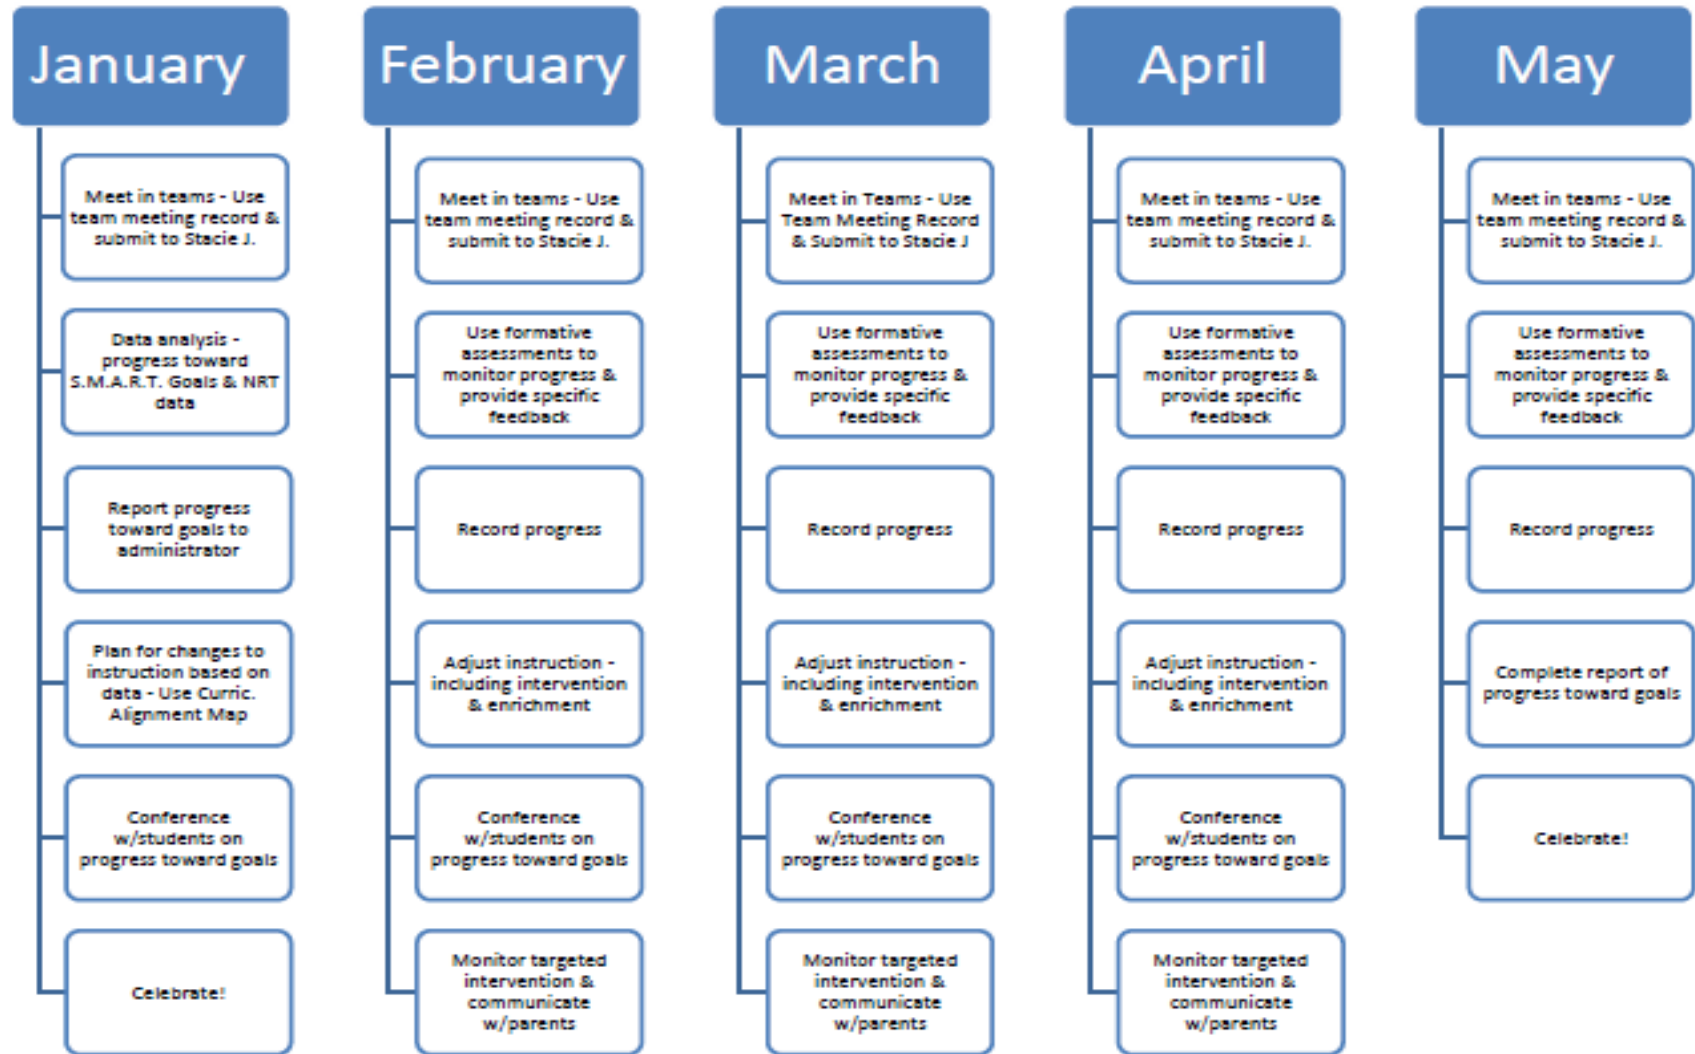 January
Meet in teams - Use
team meeting record &
submit to Stacie J.
Data analysis -
progress toward
S.M.A.R.T. Goals & NRT
data
Report progress
toward goals to
administrator
Plan for changes to
instruction based on
data - Use Curric.
Alignment Map
Conference
w/students on
progress toward goals
Celebrate!
February
Meet in teams - Use
team meeting record &
submit to Stacie J.
Use formative
assessments to
monitor progress &
provide specific
feedback
Record progress
Adjust instruction -
including intervention
& enrichment
Conference
w/students on
progress toward goals
Monitor targeted
intervention &
communicate
w/parents
March
Meet in Teams - Use
Team Meeting Record
& Submit to Stacie J
Use formative
assessments to
monitor progress &
provide specific
feedback
Record progress
Adjust instruction -
including intervention
& enrichment
Conference
w/students on
progress toward goals
Monitor targeted
intervention &
communicate
w/parents
April
Meet in teams - Use
team meeting record &
submit to Stacie J.
Use formative
assessments to
monitor progress &
provide specific
feedback
Record progress
Adjust instruction -
including intervention
& enrichment
Conference
w/students on
progress toward goals
Monitor targeted
intervention &
communicate
w/parents
May
Meet in teams - Use
team meeting record &
submit to Stacie J.
Use formative
assessments to
monitor progress &
provide specific
feedback
Record progress
Complete report of
progress toward goals
Celebrate!